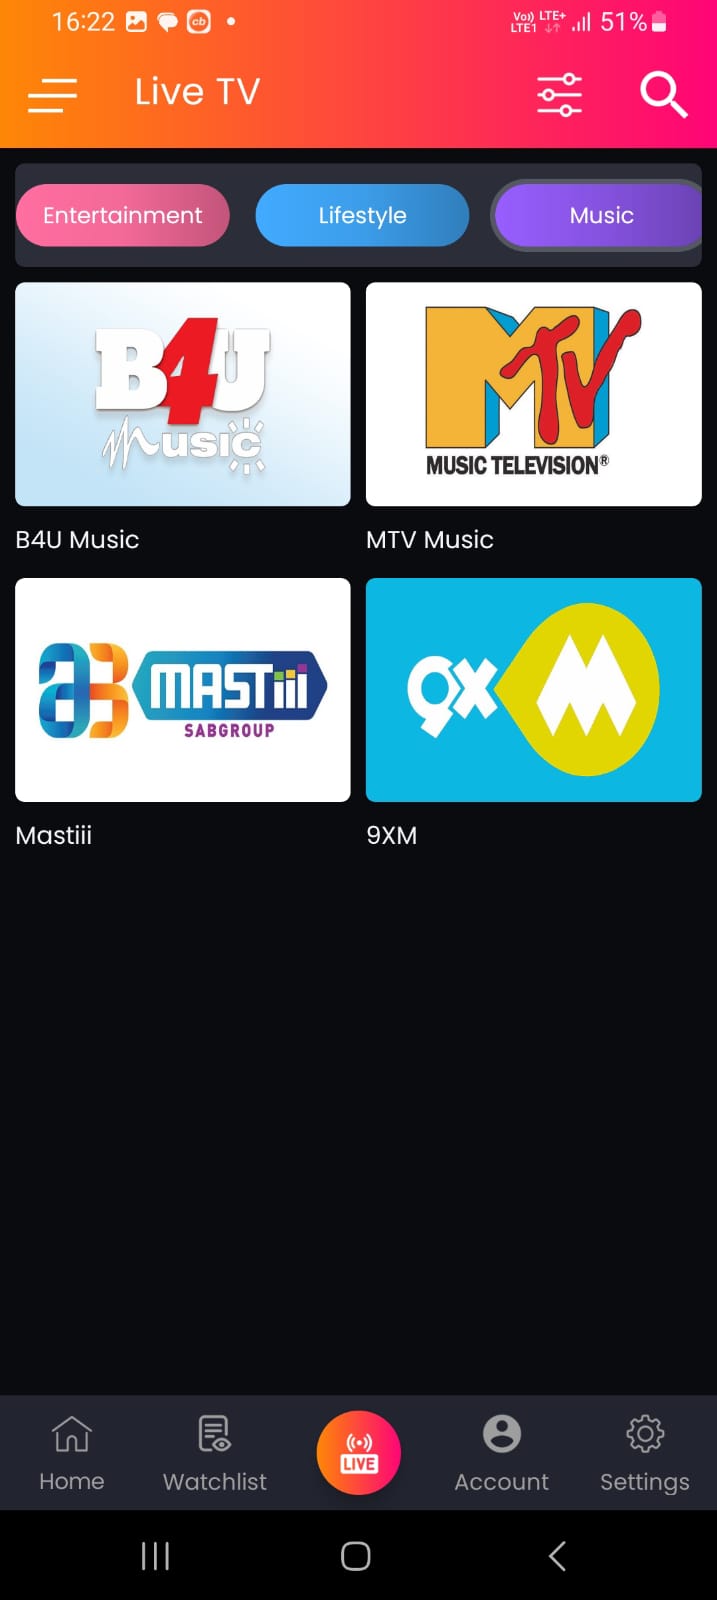 16:22
Vo) LTE+
LTE1
51%
Live TV
Entertainment
Lifestyle
Music
B4U
Music
MTV
MUSIC TELEVISION®
B4U Music
MTV Music
MASTiii
SABGROUP
9X M
Mastiii
9XM
LIVE
Home
Watchlist
Account
Settings